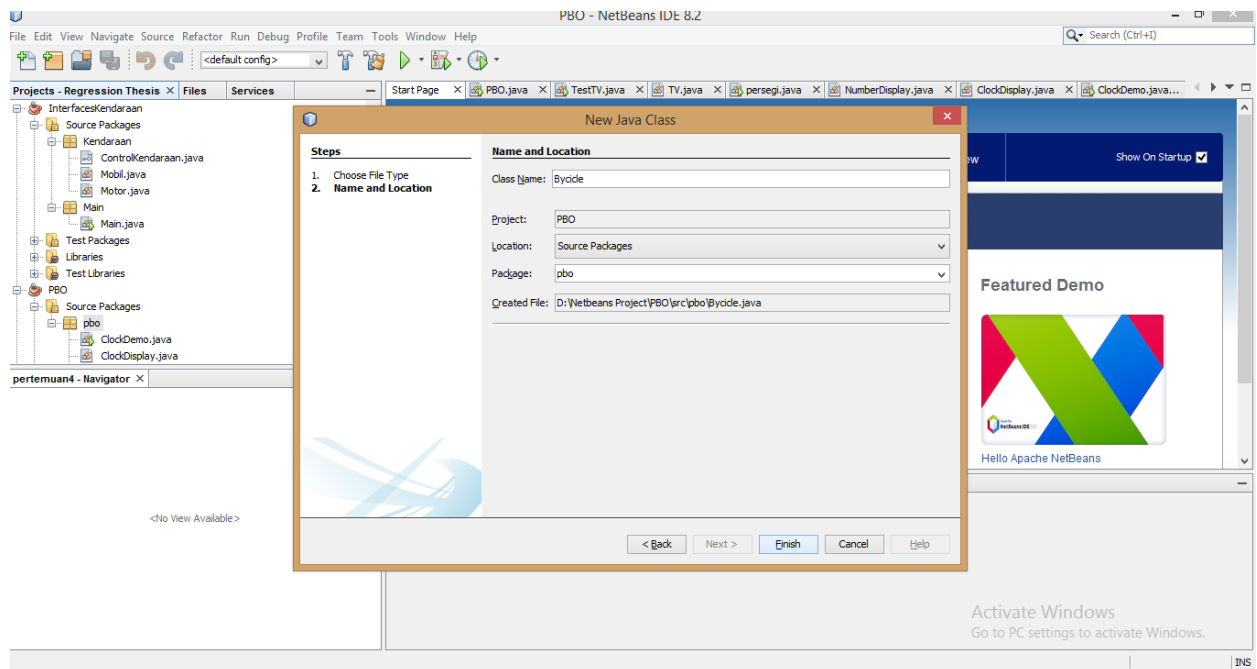 PBO - NetBeans IDE 8.2
File Edit View Navigate Source Refactor Run Debug Profile Team Tools Window Help
Search (Ctrl+I)
<default config>
Projects - Regression Thesis Files Services
Start Page PBO.java TestTV.java TV.java persegi.java NumberDisplay.java ClockDisplay.java ClockDemo.java...
InterfacesKendaraan
Source Packages
Kendaraan
ControlKendaraan.java
Mobil.java
Motor.java
Main
Main.java
Test Packages
Libraries
Test Libraries
PBO
Source Packages
pbo
ClockDemo.java
ClockDisplay.java
pertemuan4 - Navigator
<No View Available>
New Java Class
Steps
1. Choose File Type
2. Name and Location
Name and Location
Class Name: Bycicle
Project: PBO
Location: Source Packages
Package: pbo
Created File: D:\Netbeans Project\PBO\src\pbo\Bycicle.java
< Back Next > Finish Cancel Help
Show On Startup
Featured Demo
Hello Apache NetBeans
Activate Windows
Go to PC settings to activate Windows.
INS